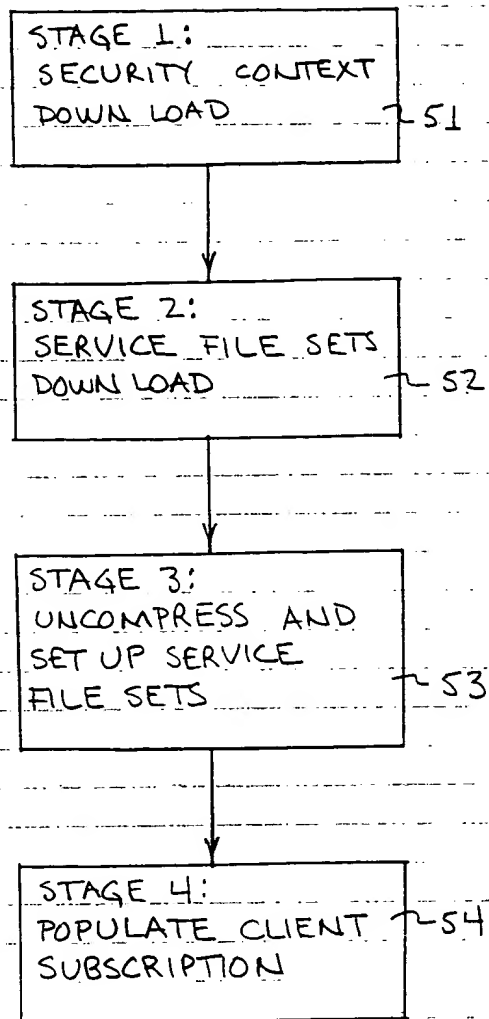 STAGE 1:
SECURITY CONTEXT
DOWN LOAD
51
STAGE 2:
SERVICE FILE SETS
DOWN LOAD
52
STAGE 3:
UNCOMPRESS AND
SET UP SERVICE
FILE SETS
53
STAGE 4:
POPULATE CLIENT
54
SUBSCRIPTION